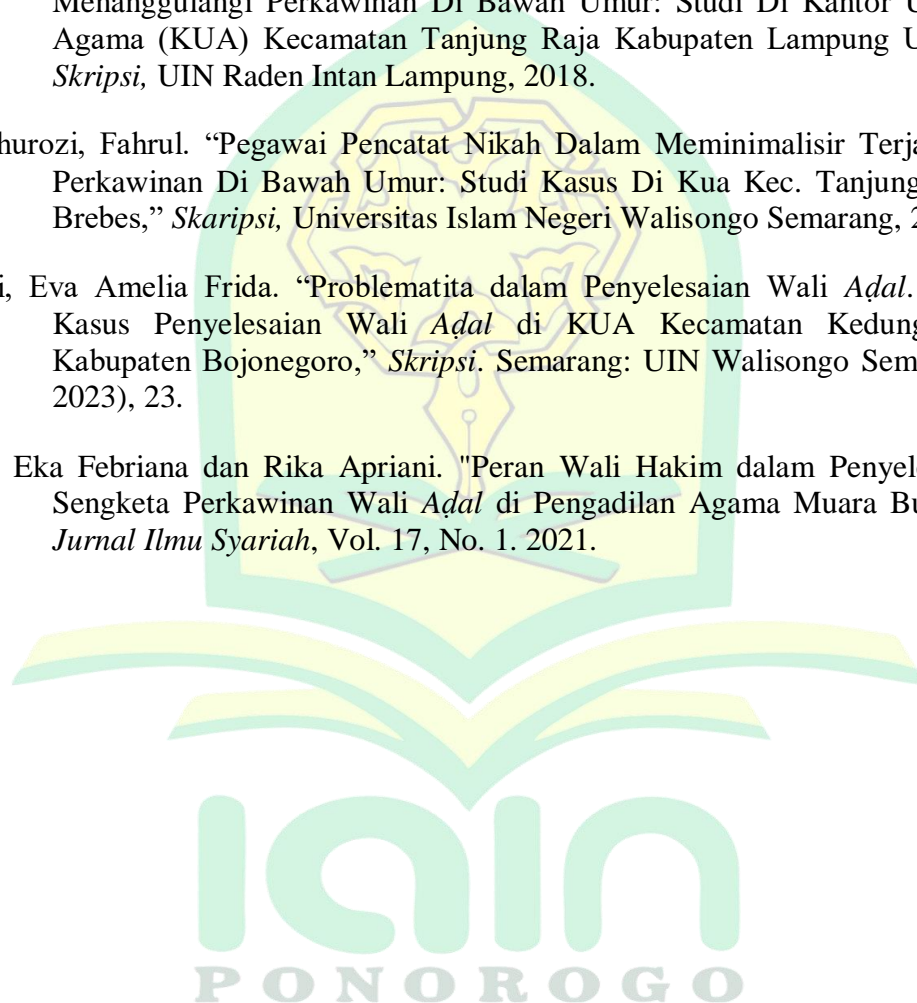 Menanggulangi Perkawinan Di Bawah Umur: Studi Di Kantor U
Agama (KUA) Kecamatan Tanjung Raja Kabupaten Lampung U
Skripsi, UIN Raden Intan Lampung, 2018.
hurozi, Fahrul. “Pegawai Pencatat Nikah Dalam Meminimalisir Terja
Perkawinan Di Bawah Umur: Studi Kasus Di Kua Kec. Tanjung
Brebes,” Skaripsi, Universitas Islam Negeri Walisongo Semarang, 2
i, Eva Amelia Frida. “Problematita dalam Penyelesaian Wali Aḍal.
Kasus Penyelesaian Wali Aḍal di KUA Kecamatan Kedung
Kabupaten Bojonegoro,” Skripsi. Semarang: UIN Walisongo Sem
2023), 23.
Eka Febriana dan Rika Apriani. "Peran Wali Hakim dalam Penyele
Sengketa Perkawinan Wali Aḍal di Pengadilan Agama Muara Bu
Jurnal Ilmu Syariah, Vol. 17, No. 1. 2021.
iain
PONOROGO